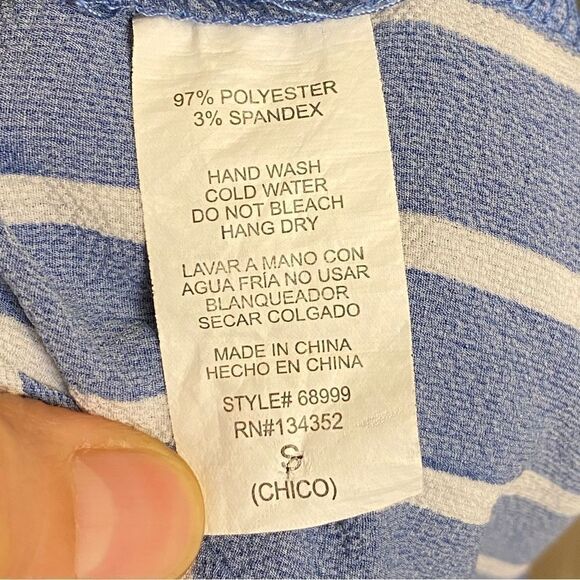 97% POLYESTER
3% SPANDEX
HAND WASH
COLD WATER
DO NOT BLEACH
HANG DRY
LAVAR A MANO CON
AGUA FRÍA NO USAR
BLANQUEADOR
SECAR COLGADO
MADE IN CHINA
HECHO EN CHINA
STYLE# 68999
RN#134352
S
(CHICO)